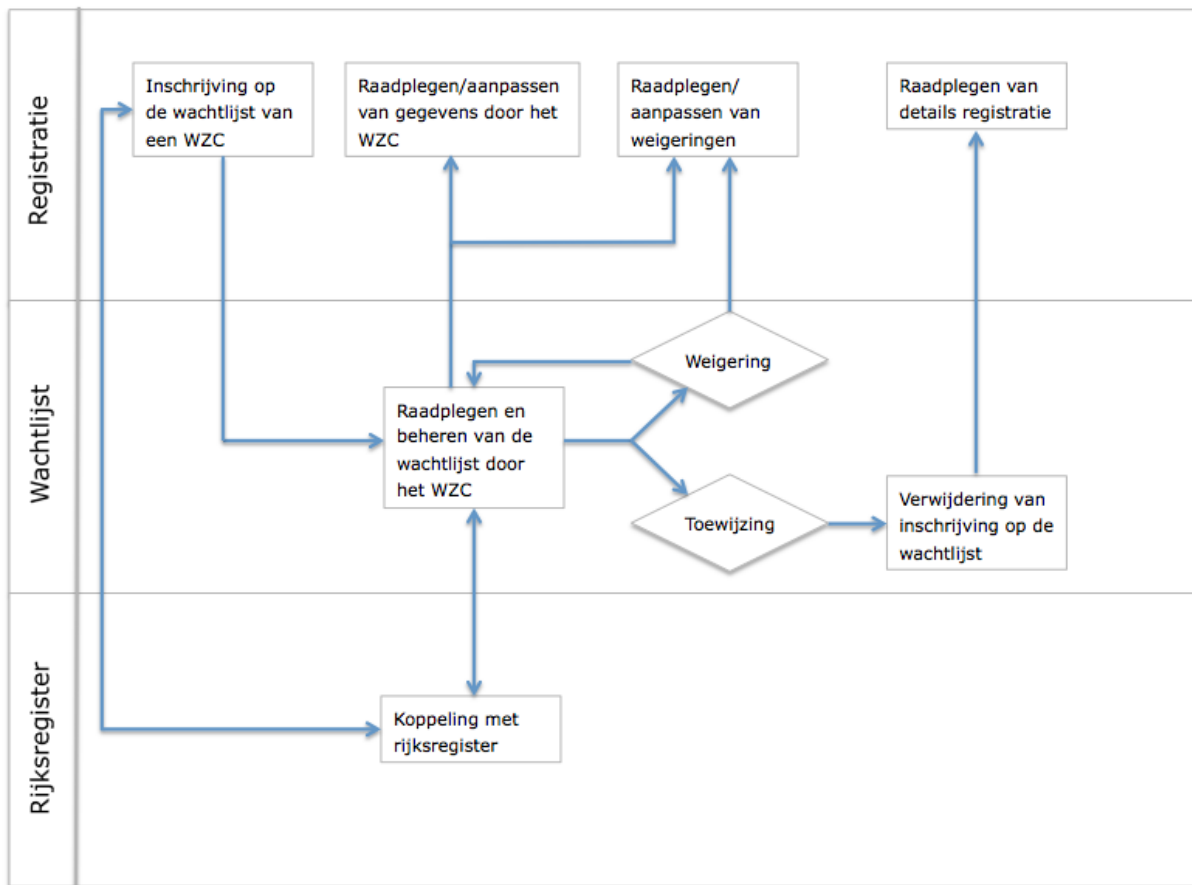 Registratie
Inschrijving op
de wachtlijst van
een WZC
Raadplegen/aanpassen
van gegevens door het
WZC
Raadplegen/
aanpassen van
weigeringen
Raadplegen van
details registratie
Wachtlijst
Weigering
Raadplegen en
beheren van de
wachtlijst door
het WZC
Toewijzing
Verwijdering van
inschrijving op de
wachtlijst
Rijksregister
Koppeling met
rijksregister